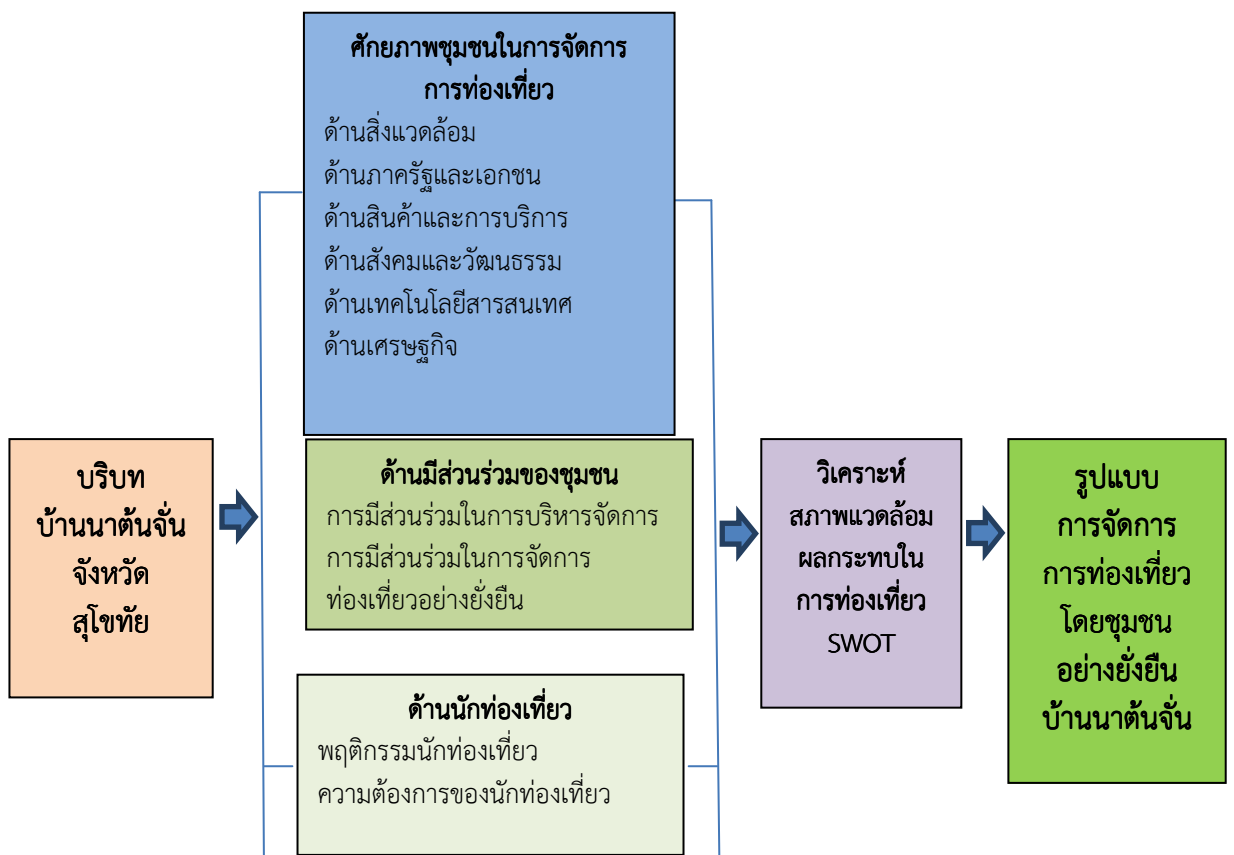 ศักยภาพชุมชนในการจัดการ
การท่องเที่ยว
ด้านสิ่งแวดล้อม
ด้านภาครัฐและเอกชน
ด้านสินค้าและการบริการ
ด้านสังคมและวัฒนธรรม
ด้านเทคโนโลยีสารสนเทศ
ด้านเศรษฐกิจ
บริบท
บ้านนาต้นจั่น
จังหวัด
สุโขทัย
ด้านมีส่วนร่วมของชุมชน
การมีส่วนร่วมในการบริหารจัดการ
การมีส่วนร่วมในการจัดการ
ท่องเที่ยวอย่างยั่งยืน
ด้านนักท่องเที่ยว
พฤติกรรมนักท่องเที่ยว
ความต้องการของนักท่องเที่ยว
วิเคราะห์
สภาพแวดล้อม
ผลกระทบใน
การท่องเที่ยว
SWOT
รูปแบบ
การจัดการ
การท่องเที่ยว
โดยชุมชน
อย่างยั่งยืน
บ้านนาต้นจั่น